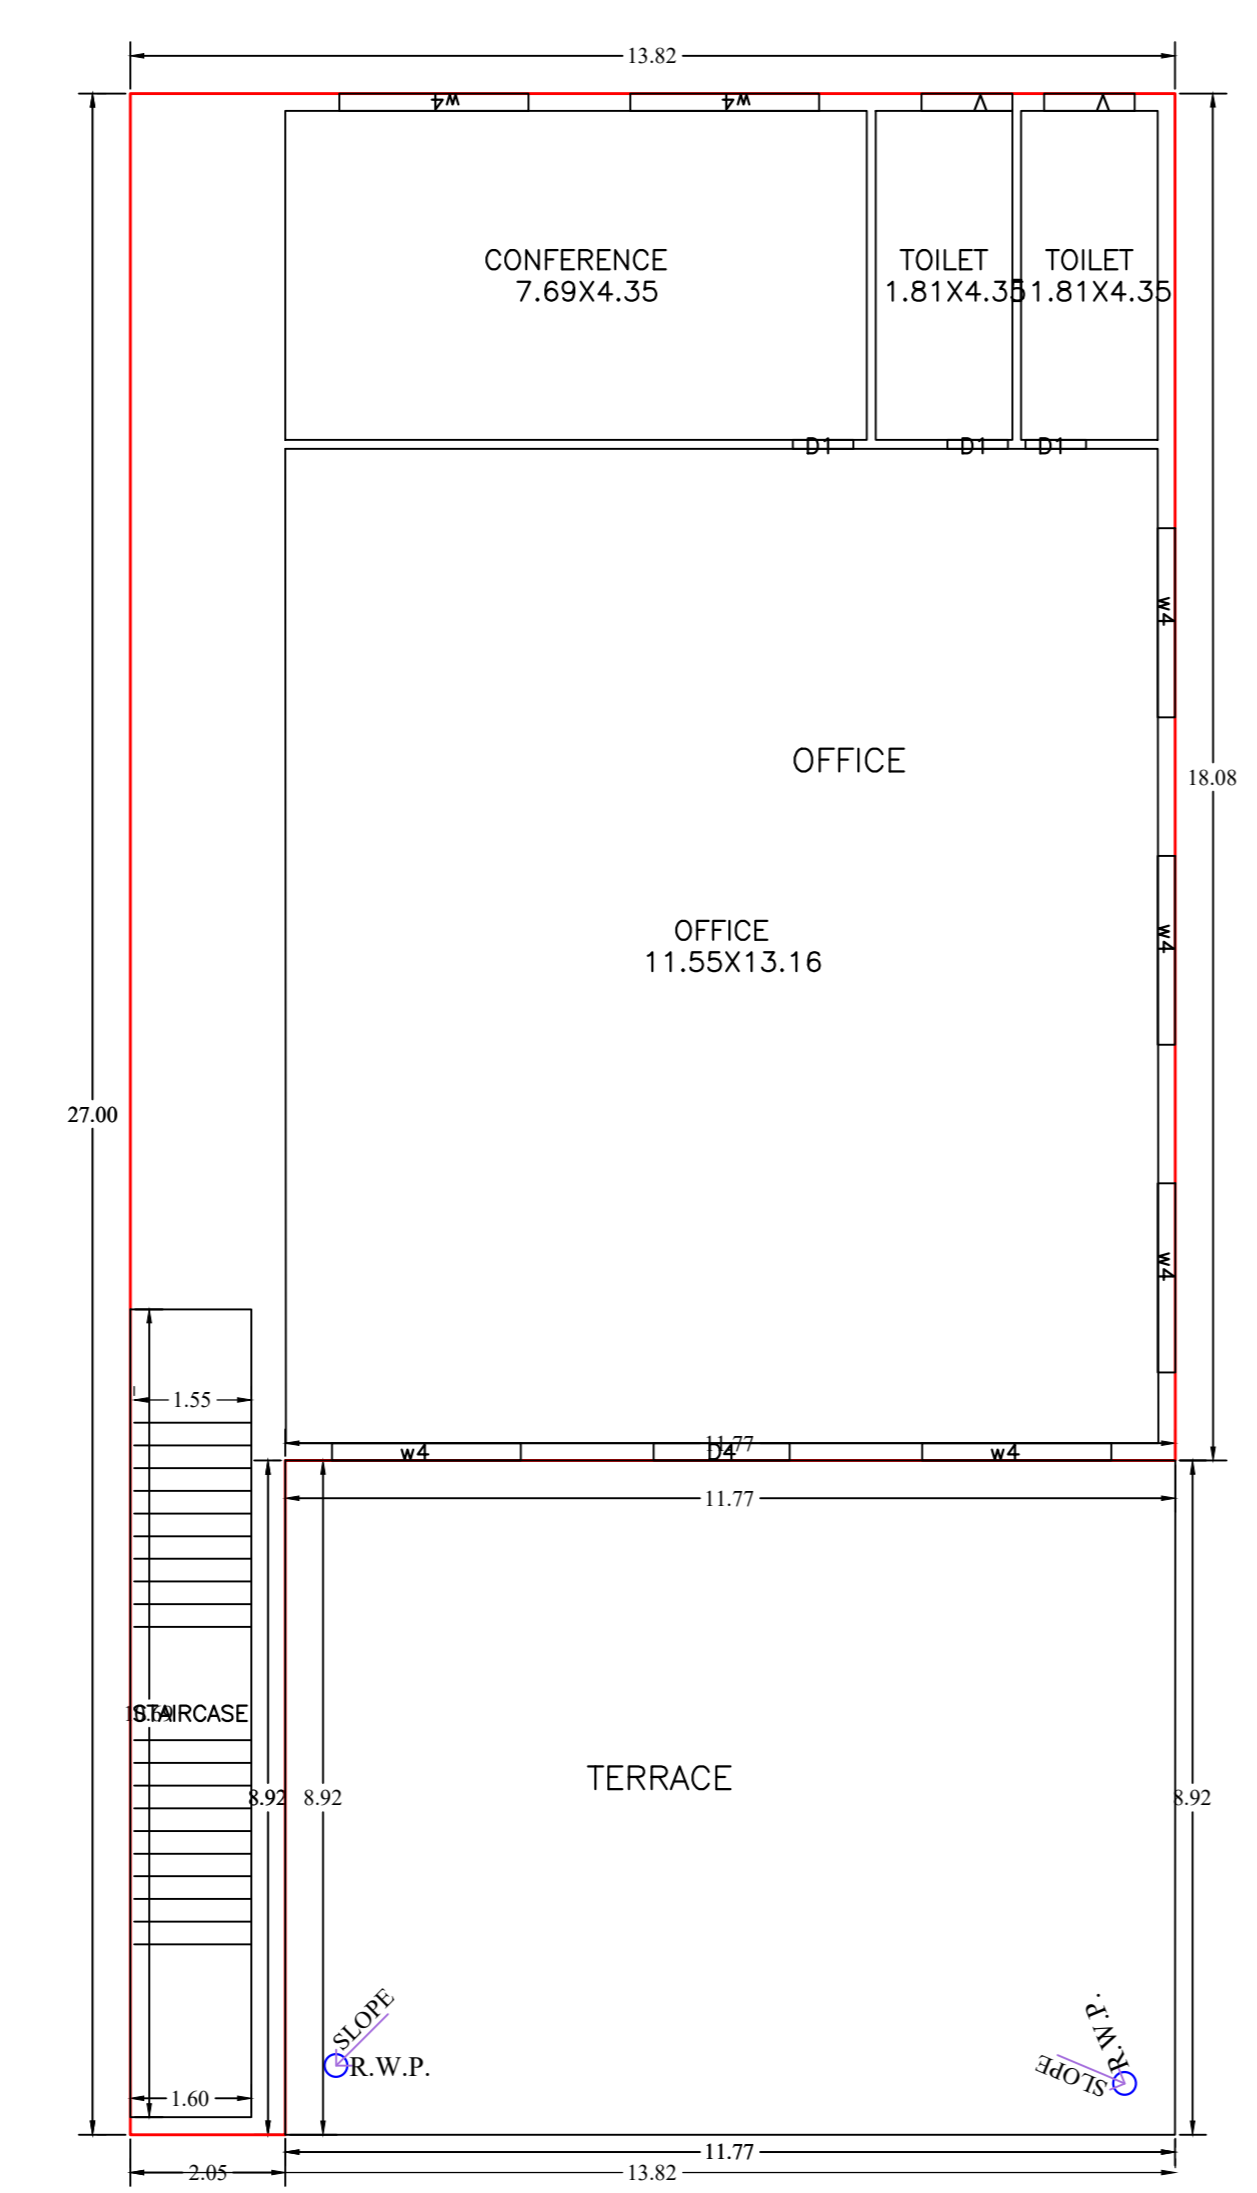 13.82
w4
w4
V
V
CONFERENCE
7.69X4.35
TOILET
1.81X4.35
TOILET
1.81X4.35
D1
D1
D1
w4
OFFICE
18.08
OFFICE
11.55X13.16
w4
27.00
w4
1.55
11.77
w4
D4
w4
11.77
STAIRCASE
TERRACE
8.92
8.92
8.92
SLOPE
R.W.P.
R.W.P.
SLOPE
1.60
11.77
2.05
13.82